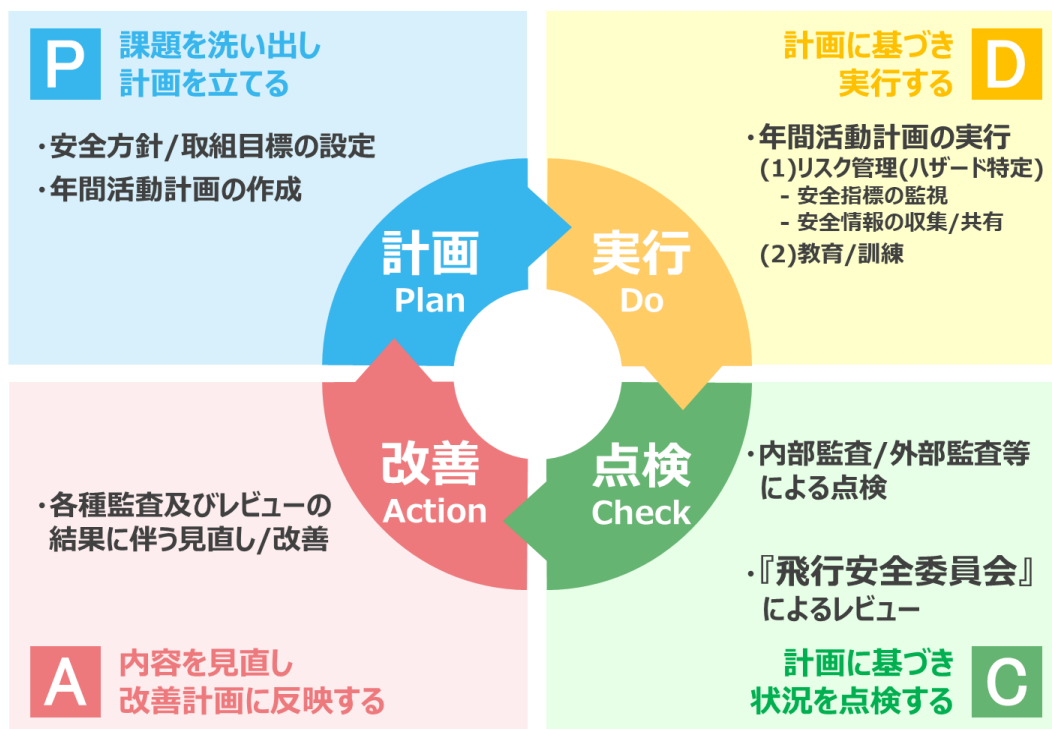 P
課題を洗い出し
計画を立てる
・安全方針/取組目標の設定
・年間活動計画の作成
計画に基づき
実行する
D
・年間活動計画の実行
(1)リスク管理(ハザード特定)
- 安全指標の監視
- 安全情報の収集/共有
(2)教育/訓練
計画
Plan
実行
Do
改善
Action
点検
Check
・各種監査及びレビューの
結果に伴う見直し/改善
A
内容を見直し
改善計画に反映する
・内部監査/外部監査等
による点検
・『飛行安全委員会』
によるレビュー
計画に基づき
状況を点検する
C